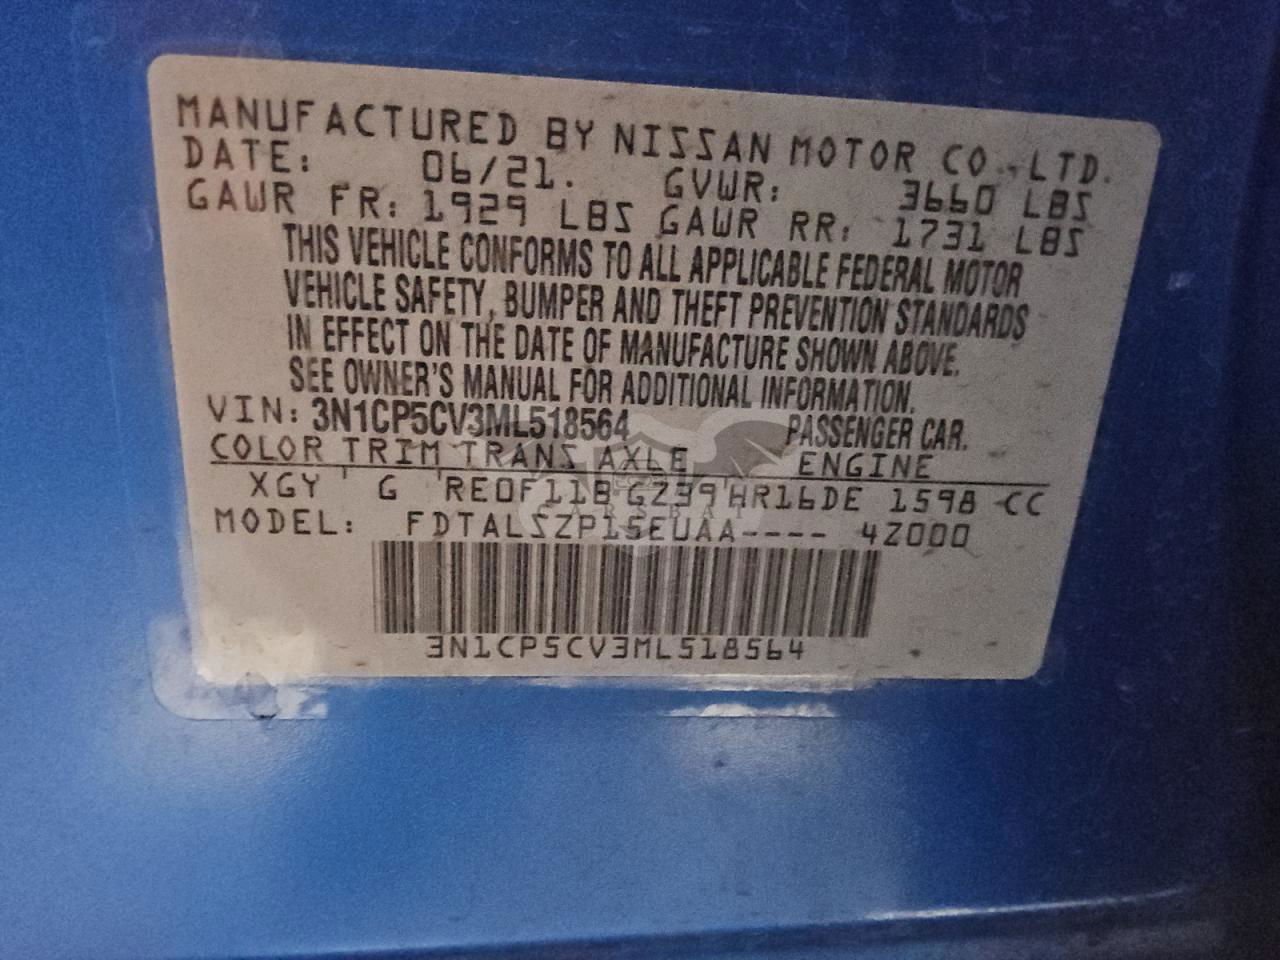 MANUFACTURED BY NISSAN MOTOR CO.,LTD.
DATE: 06/21. GVWR: 3660 LBS
GAWR FR: 1929 LBS GAWR RR: 1731 LBS
THIS VEHICLE CONFORMS TO ALL APPLICABLE FEDERAL MOTOR
VEHICLE SAFETY, BUMPER AND THEFT PREVENTION STANDARDS
IN EFFECT ON THE DATE OF MANUFACTURE SHOWN ABOVE.
SEE OWNER'S MANUAL FOR ADDITIONAL INFORMATION.
VIN: 3N1CP5CV3ML518564 PASSENGER CAR.
COLOR TRIM TRANS AXLE ENGINE
XGY G RE0F11B GZ39 HR16DE 1598 CC
CARSBAT
MODEL: FDTALSZP15EUAA---- 4Z000
3N1CP5CV3ML518564